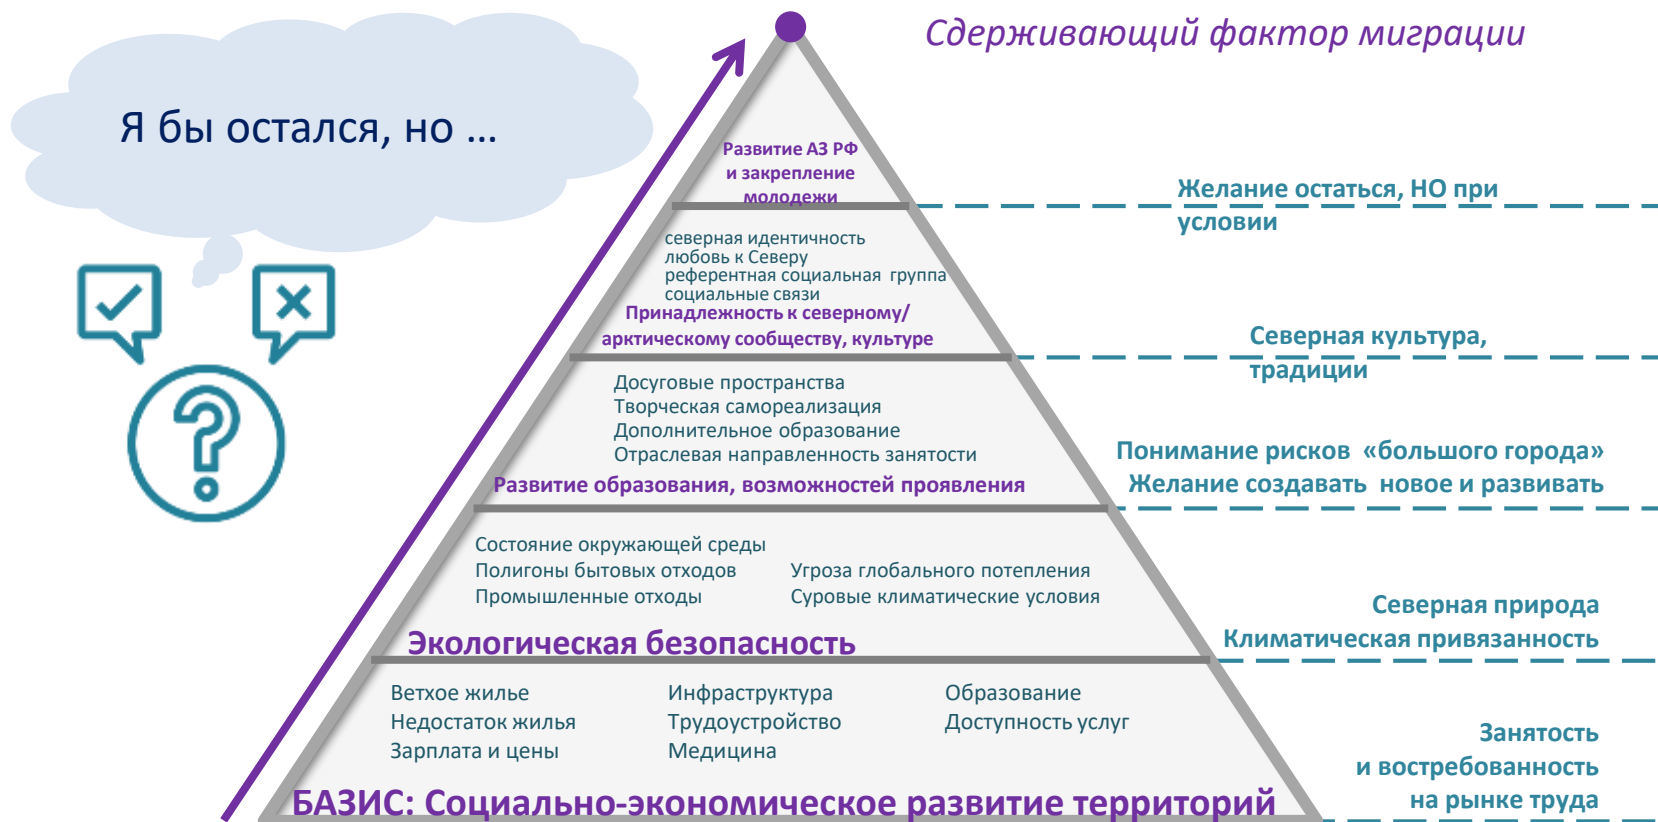 Сдерживающий фактор миграции
Я бы остался, но ...
Развитие АЗ РФ
и закрепление
молодежи
Желание остаться, НО при
условии
северная идентичность
любовь к Северу
референтная социальная группа
социальные связи
Принадлежность к северному/
арктическому сообществу, культуре
Северная культура,
традиции
Досуговые пространства
Творческая самореализация
Дополнительное образование
Отраслевая направленность занятости
Развитие образования, возможностей проявления
Понимание рисков «большого города»
Желание создавать новое и развивать
Состояние окружающей среды
Полигоны бытовых отходов
Промышленные отходы
Угроза глобального потепления
Суровые климатические условия
Экологическая безопасность
Северная природа
Климатическая привязанность
Ветхое жилье
Недостаток жилья
Зарплата и цены
Инфраструктура
Трудоустройство
Медицина
Образование
Доступность услуг
БАЗИС: Социально-экономическое развитие территорий
Занятость
и востребованность
на рынке труда